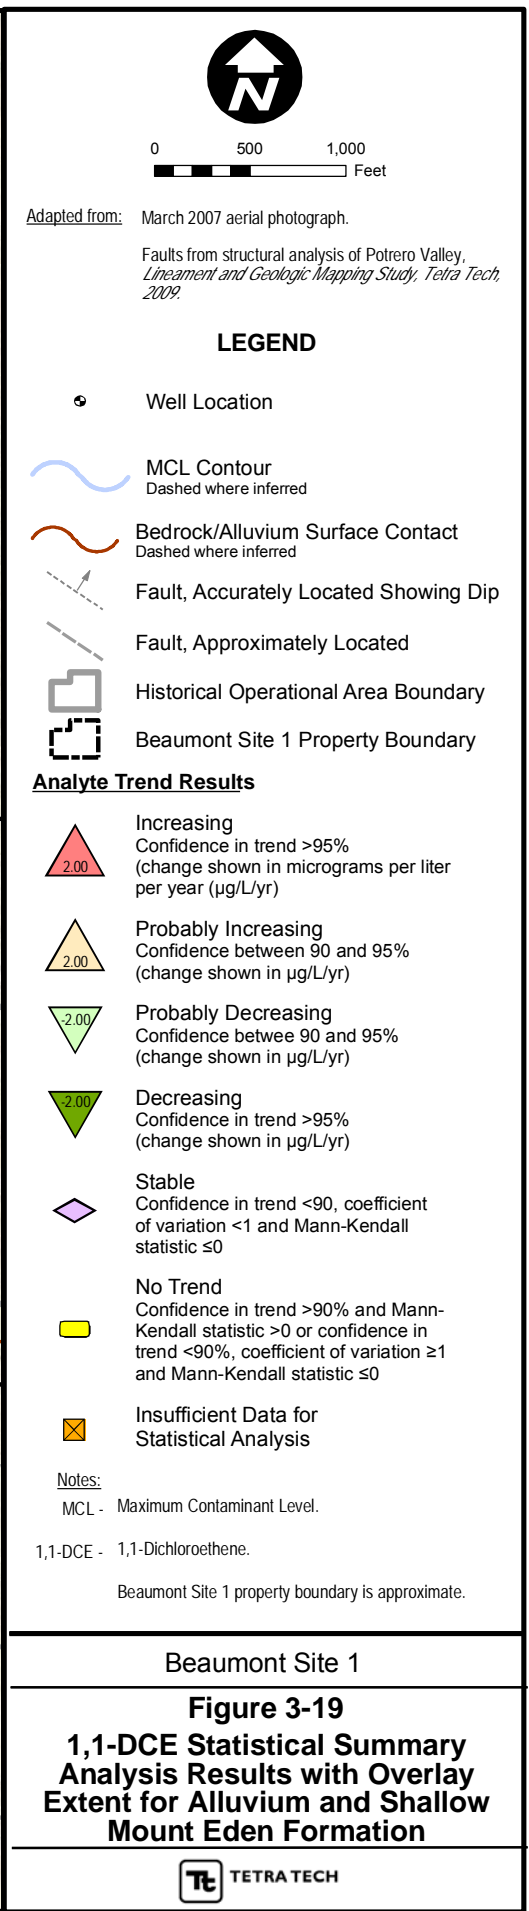 N
0 500 1,000
Feet
Adapted from: March 2007 aerial photograph.
Faults from structural analysis of Potrero Valley,
Lineament and Geologic Mapping Study, Tetra Tech,
2009.
LEGEND
Well Location
MCL Contour
Dashed where inferred
Bedrock/Alluvium Surface Contact
Dashed where inferred
Fault, Accurately Located Showing Dip
Fault, Approximately Located
Historical Operational Area Boundary
Beaumont Site 1 Property Boundary
Analyte Trend Results
Increasing
Confidence in trend >95%
2.00 (change shown in micrograms per liter
per year (µg/L/yr)
Probably Increasing
Confidence between 90 and 95%
2.00 (change shown in µg/L/yr)
Probably Decreasing
-2.00 Confidence betwee 90 and 95%
(change shown in µg/L/yr)
Decreasing
-2.00 Confidence in trend >95%
(change shown in µg/L/yr)
Stable
Confidence in trend <90, coefficient
of variation <1 and Mann-Kendall
statistic ≤0
No Trend
Confidence in trend >90% and Mann-
Kendall statistic >0 or confidence in
trend <90%, coefficient of variation ≥1
and Mann-Kendall statistic ≤0
Insufficient Data for
Statistical Analysis
Notes:
MCL - Maximum Contaminant Level.
1,1-DCE - 1,1-Dichloroethene.
Beaumont Site 1 property boundary is approximate.
Beaumont Site 1
Figure 3-19
1,1-DCE Statistical Summary
Analysis Results with Overlay
Extent for Alluvium and Shallow
Mount Eden Formation
Tt TETRA TECH